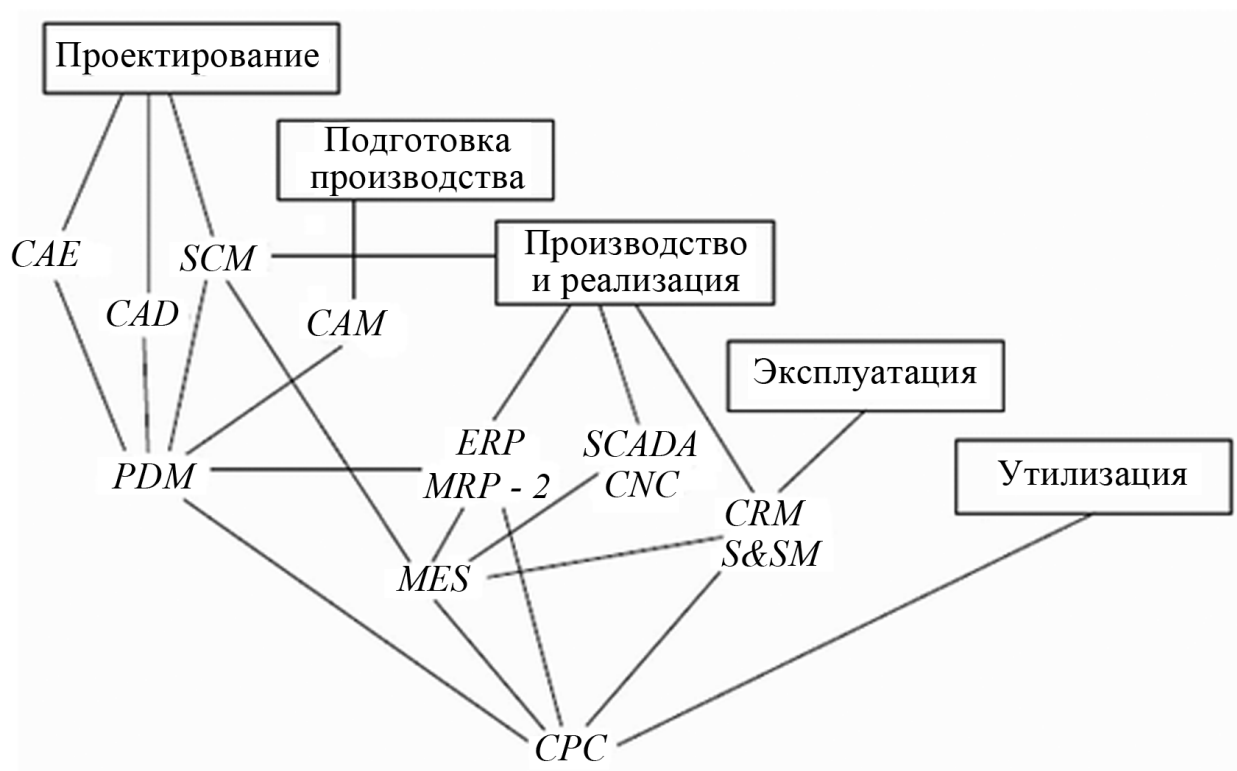 Проектирование
Подготовка
производства
Производство
и реализация
CAE
SCM
CAD
CAM
Эксплуатация
ERP
MRP - 2
SCADA
CNC
PDM
Утилизация
CRM
S&SM
MES
CPC